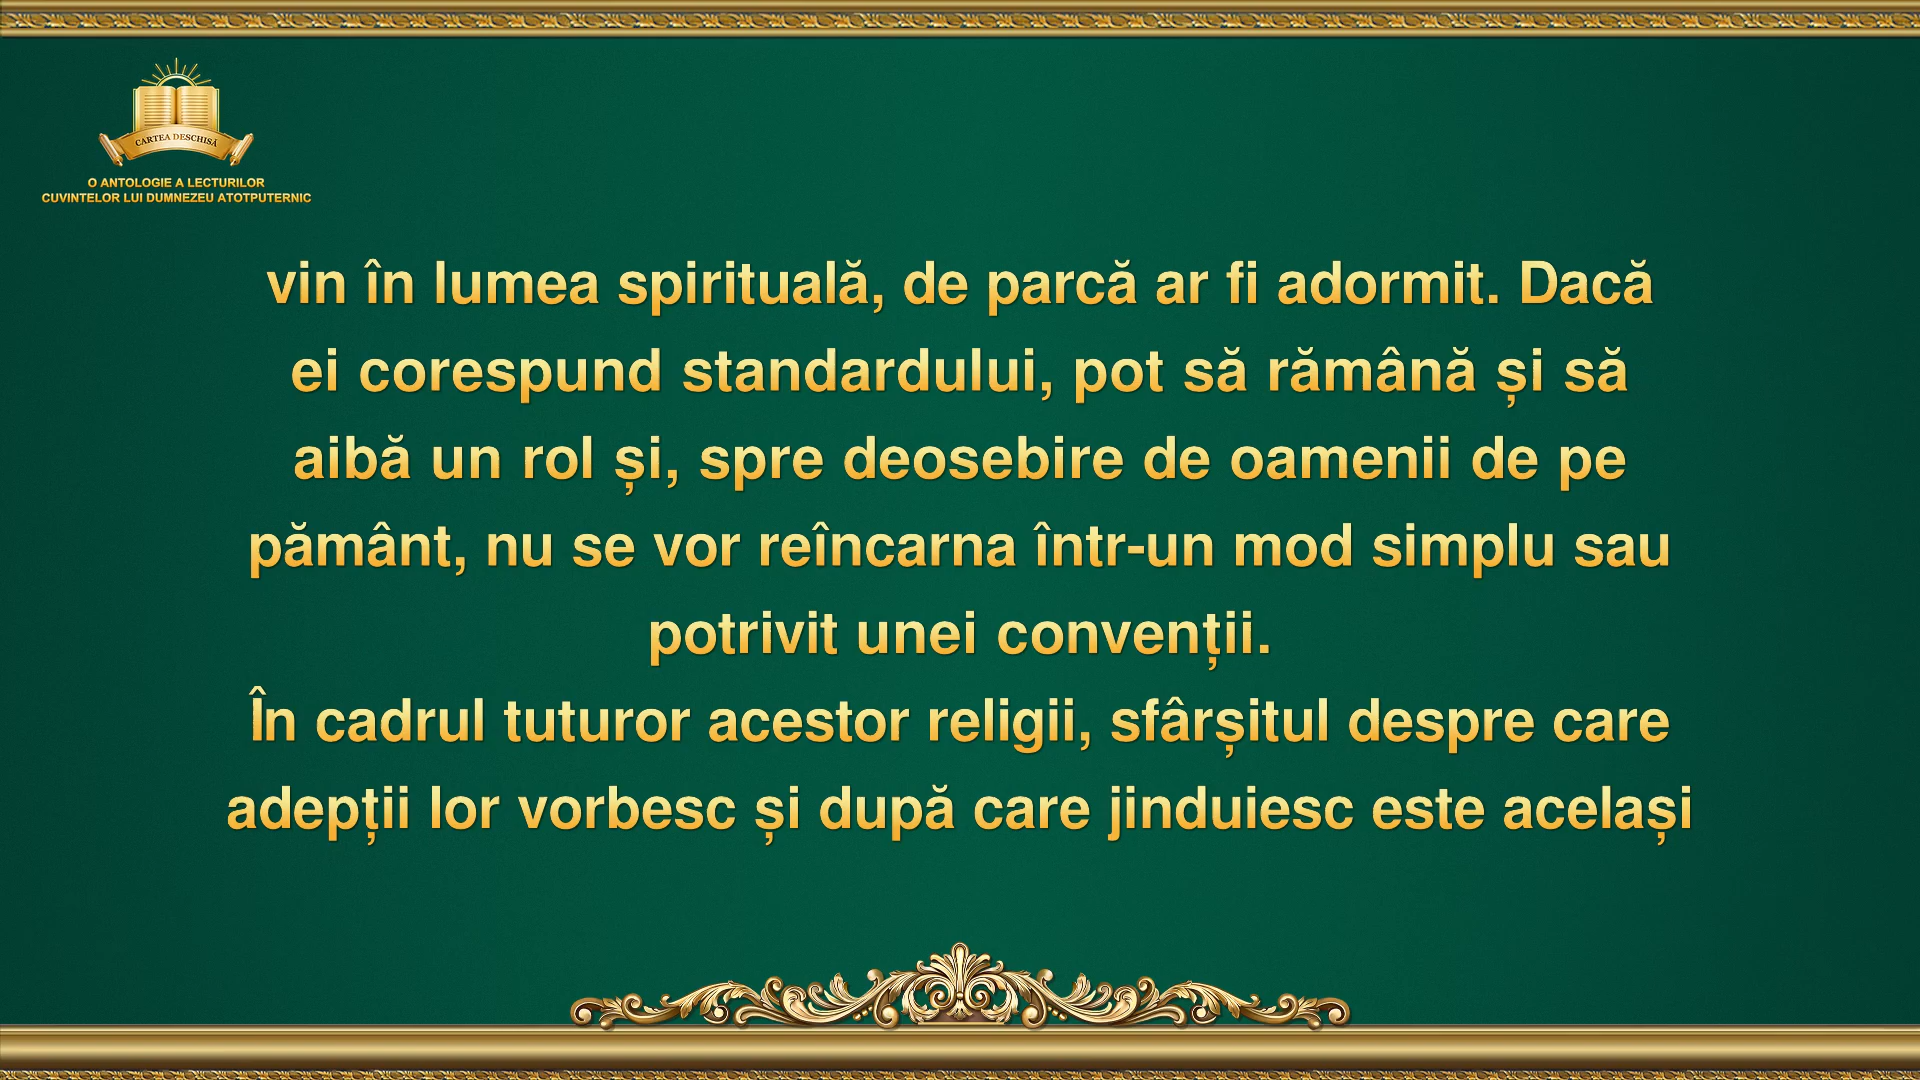 CARTEA DESCHISĂ
O ANTOLOGIE A LECTURILOR
CUVINTELOR LUI DUMNEZEU ATOTPUTERNIC
vin în lumea spirituală, de parcă ar fi adormit. Dacă
ei corespund standardului, pot să rămână și să
aibă un rol și, spre deosebire de oamenii de pe
pământ, nu se vor reîncarna într-un mod simplu sau
potrivit unei convenții.
În cadrul tuturor acestor religii, sfârșitul despre care
adepții lor vorbesc și după care jinduiesc este același